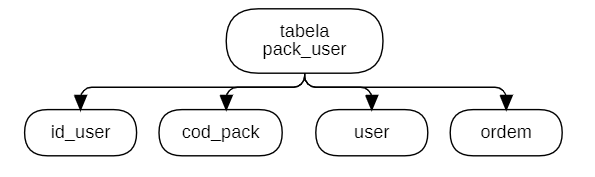 tabela
pack_user
id_user
cod_pack
user
ordem